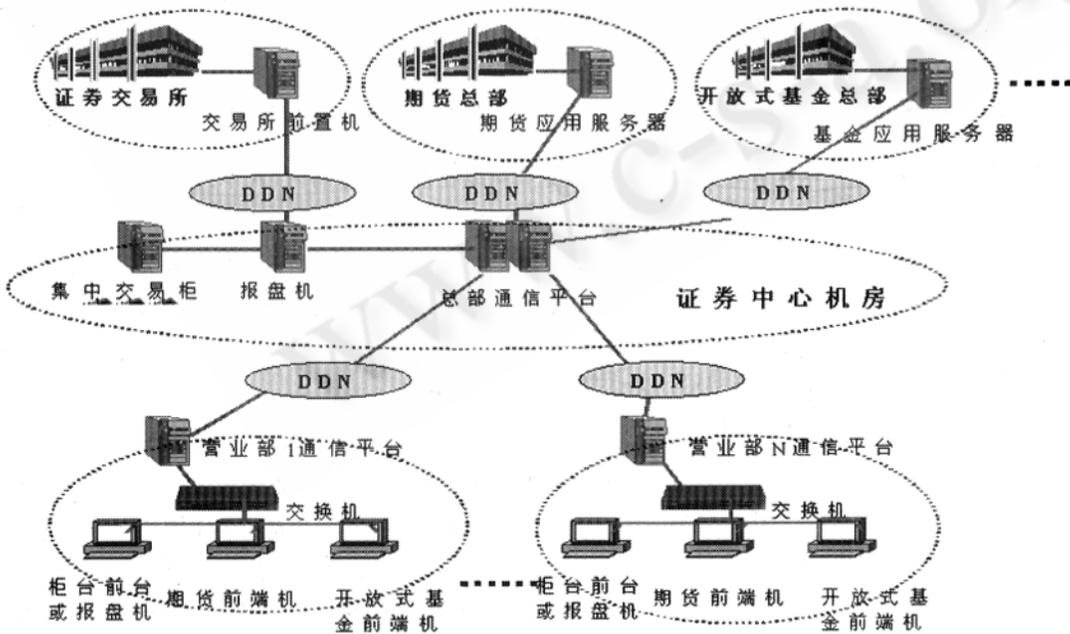 证券交易所
交易所前置机
期货总部
期货应用服务器
开放式基金总部
基金应用服务器
DDN
DDN
DDN
集中交易柜
报盘机
总部通信平台
证券中心机房
DDN
DDN
营业部1通信平台
营业部N通信平台
交换机
交换机
柜台前台
或报盘机
期货前端机
开放式基
金前端机
柜台前台
或报盘机
期货前端机
开放式基
金前端机